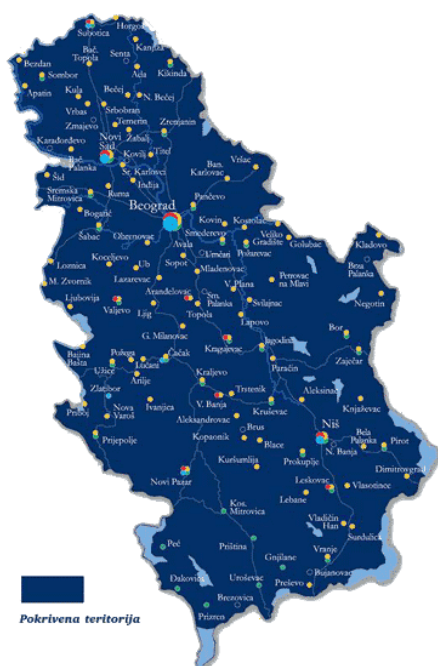 Subotica
Horgoš
Kanjiža
Bač.
Topola
Senta
Bezdan
Sombor
Ada
Kikinda
Apatin
Kula
Bečej
N. Bečej
Vrbas
Srbobran
Zmajevo
Temerin
Zrenjanin
Karađorđevo
Novi
Sad
Žabalj
Bač.
Palanka
Kovilj
Titel
Vršac
Šid
Sr. Karlovci
Ban.
Karlovac
Sremska
Mitrovica
Ruma
Inđija
Pančevo
Bogatić
Beograd
Kovin
Kostolac
Šabac
Obrenovac
Smederevo
Veliko
Gradište
Golubac
Kladovo
Avala
Umčari
Požarevac
Loznica
Koceljevo
Ub
Sopot
Mladenovac
Brza
Palanka
M. Zvornik
Lazarevac
V. Plana
Petrovac
na Mlavi
Negotin
Ljubovija
Aranđelovac
Sm.
Palanka
Svilajnac
Valjevo
Ljig
Topola
Lapovo
Bor
G. Milanovac
Kragujevac
Jagodina
Bajina
Bašta
Požega
Čačak
Zaječar
Užice
Lučani
Paraćin
Arilje
Kraljevo
Zlatibor
Trstenik
Aleksinac
Knjaževac
Priboj
Nova
Varoš
Ivanjica
V. Banja
Kruševac
Aleksandrovac
Niš
Prijepolje
Kopaonik
Brus
Blace
Bela
Palanka
Pirot
N. Banja
Kuršumlija
Prokuplje
Dimitrovgrad
Novi Pazar
Leskovac
Vlasotince
Lebane
Kos.
Mitrovica
Vladičin
Han
Surdulica
Peć
Priština
Vranje
Gnjilane
Bujanovac
Đakovica
Uroševac
Preševo
Brezovica
Prizren
Pokrivena teritorija